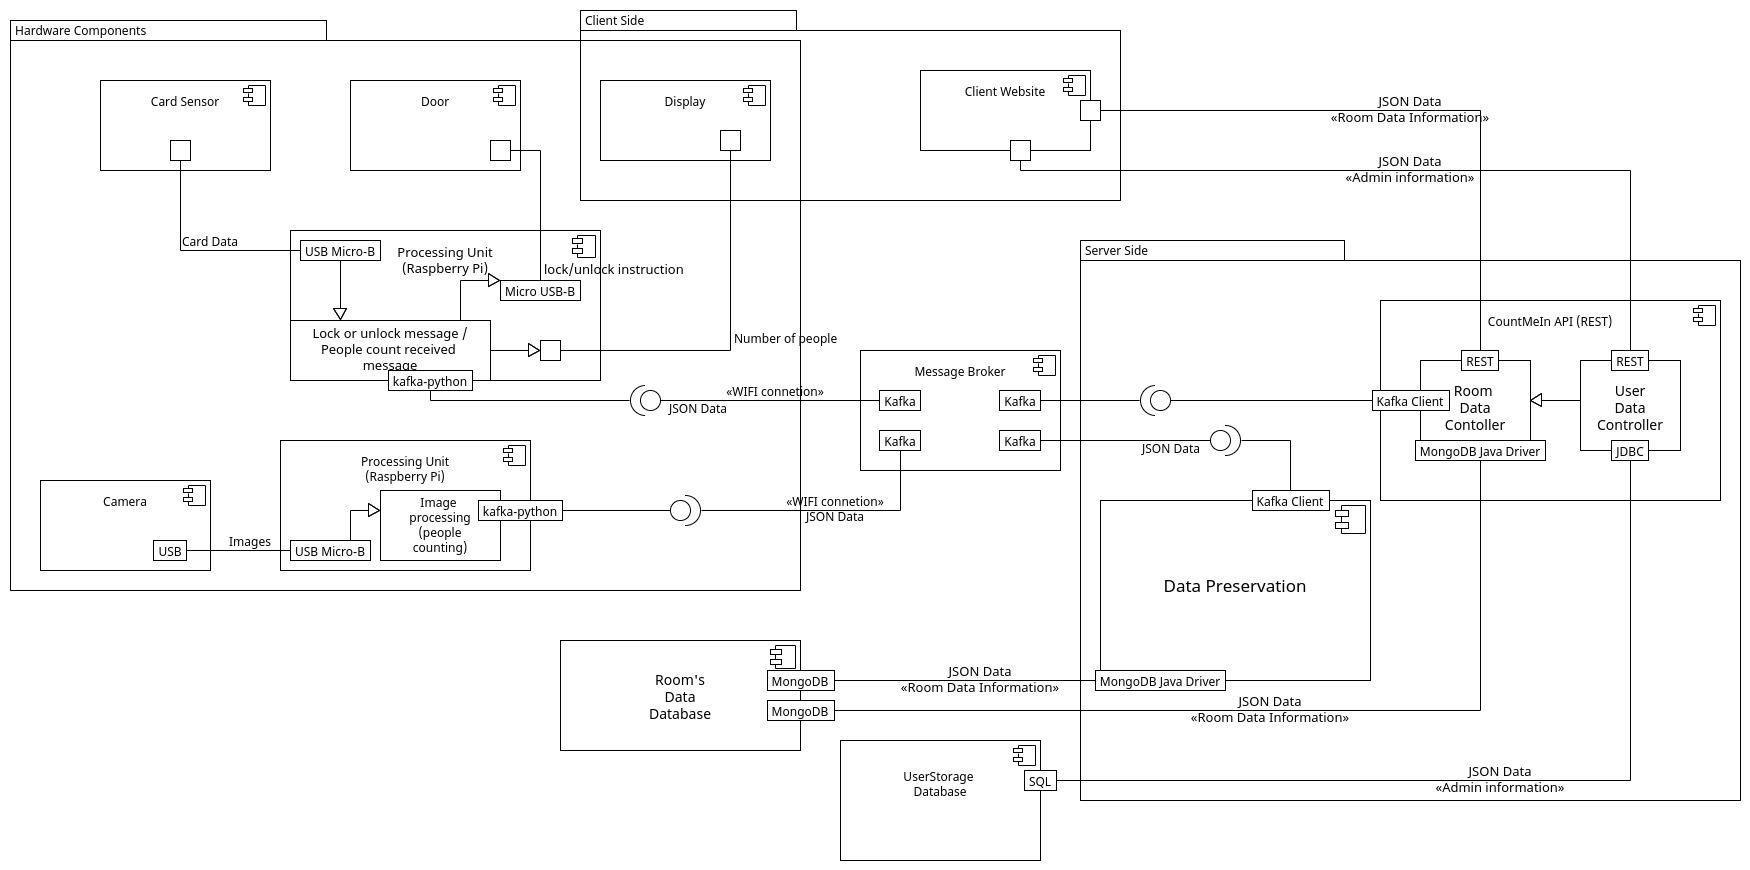 Hardware Components
Client Side
Card Sensor
Door
Display
Client Website
JSON Data
«Room Data Information»
JSON Data
«Admin information»
Card Data
USB Micro-B
Processing Unit
(Raspberry Pi)
lock/unlock instruction
Micro USB-B
Lock or unlock message /
People count received
message
kafka-python
Number of people
«WIFI connetion»
JSON Data
Message Broker
Kafka
Kafka
Kafka
Kafka
JSON Data
Server Side
CountMeIn API (REST)
REST
REST
Kafka Client
Room
Data
Contoller
User
Data
Controller
MongoDB Java Driver
JDBC
Camera
USB
Images
Processing Unit
(Raspberry Pi)
USB Micro-B
Image
processing
(people
counting)
kafka-python
«WIFI connetion»
JSON Data
Kafka Client
Data Preservation
MongoDB Java Driver
Room's
Data
Database
MongoDB
MongoDB
JSON Data
«Room Data Information»
JSON Data
«Room Data Information»
UserStorage
Database
SQL
JSON Data
«Admin information»